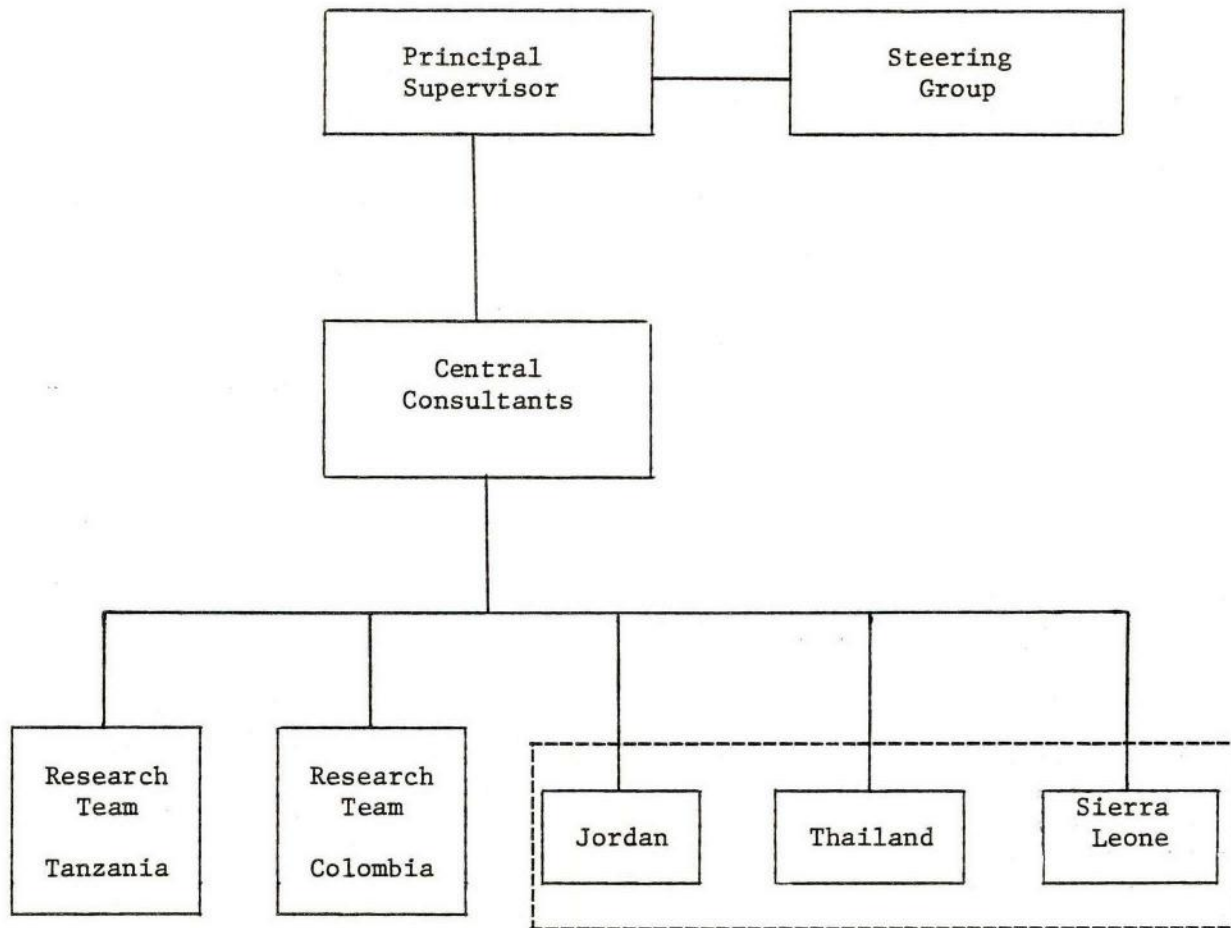 Principal
Supervisor
Steering
Group
Central
Consultants
Research
Team
Tanzania
Research
Team
Colombia
Jordan
Thailand
Sierra
Leone